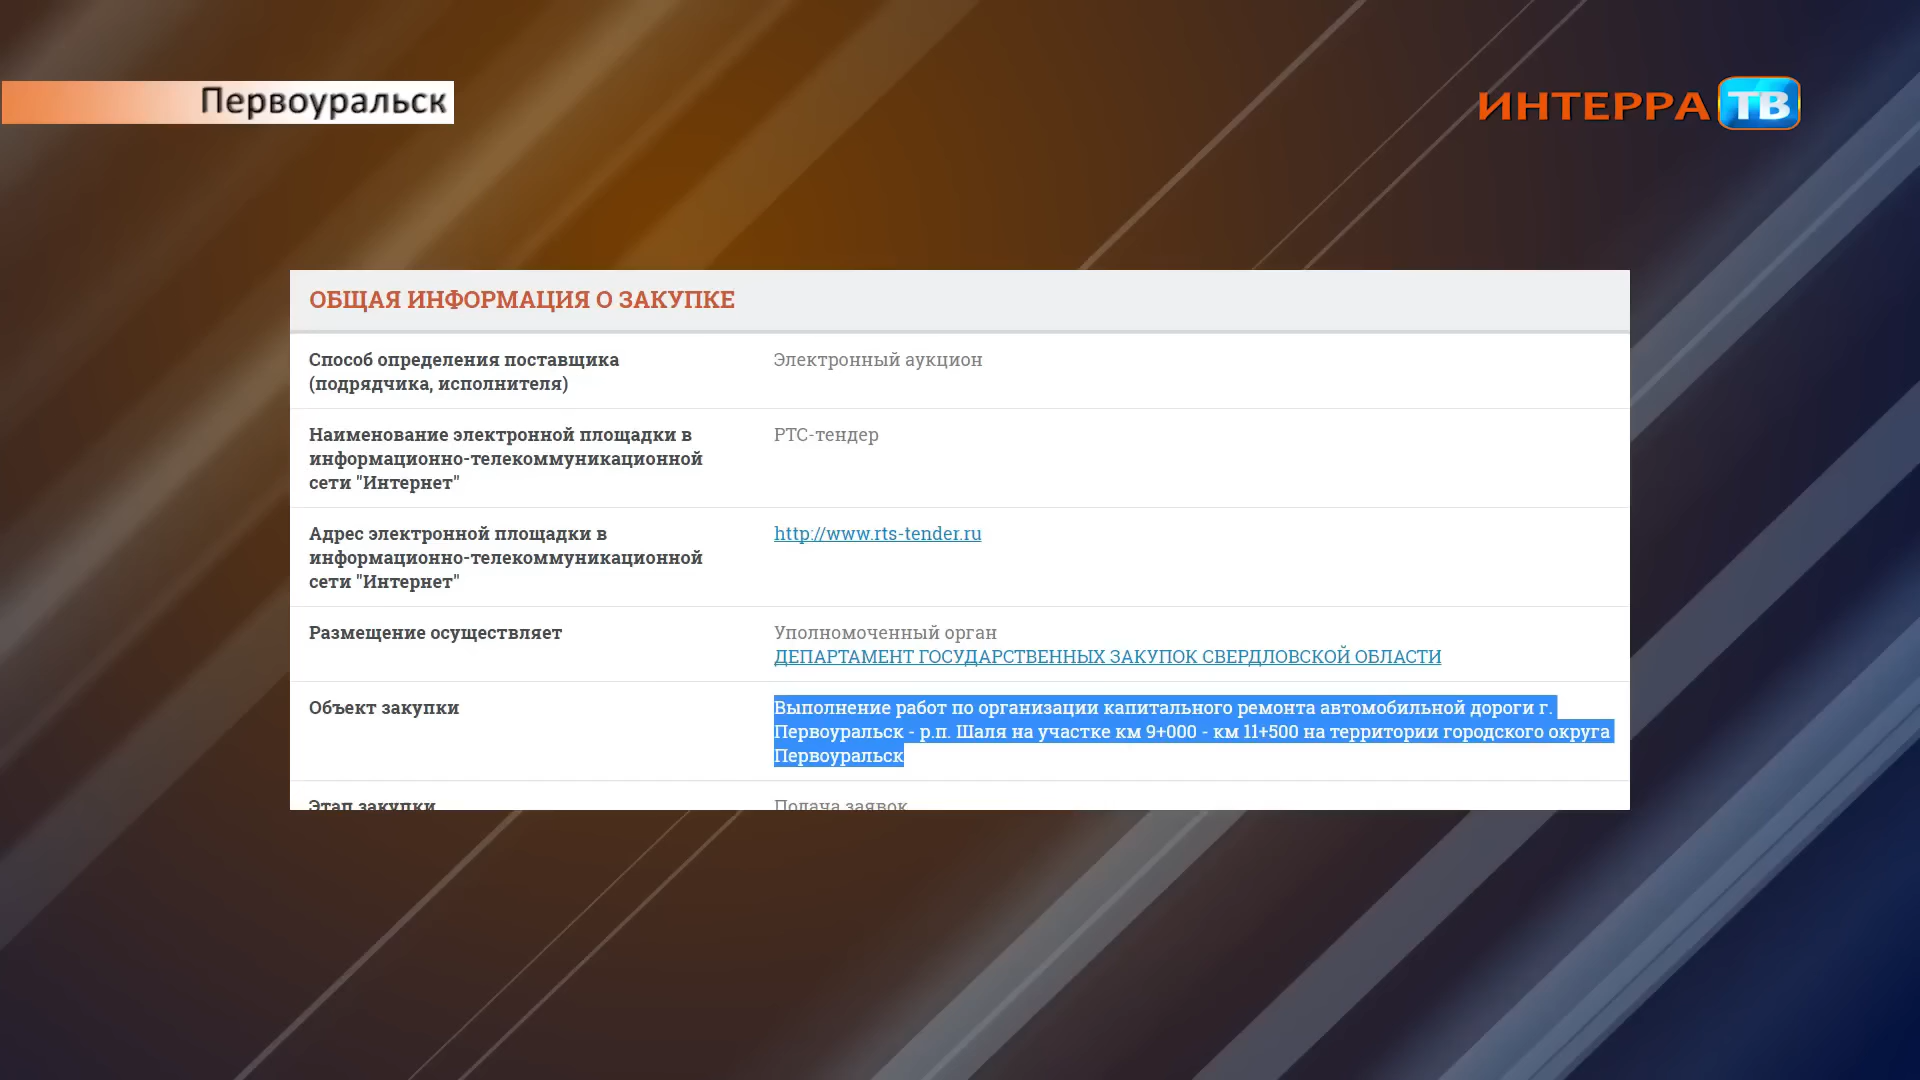 Первоуральск
ИНТЕРРА ТВ
ОБЩАЯ ИНФОРМАЦИЯ О ЗАКУПКЕ
Способ определения поставщика
(подрядчика, исполнителя)
Электронный аукцион
Наименование электронной площадки в
информационно-телекоммуникационной
сети "Интернет"
РТС-тендер
Адрес электронной площадки в
информационно-телекоммуникационной
сети "Интернет"
http://www.rts-tender.ru
Размещение осуществляет
Уполномоченный орган
ДЕПАРТАМЕНТ ГОСУДАРСТВЕННЫХ ЗАКУПОК СВЕРДЛОВСКОЙ ОБЛАСТИ
Объект закупки
Выполнение работ по организации капитального ремонта автомобильной дороги г.
Первоуральск - р.п. Шаля на участке км 9+000 - км 11+500 на территории городского округа
Первоуральск
Этап закупки
Подача заявок